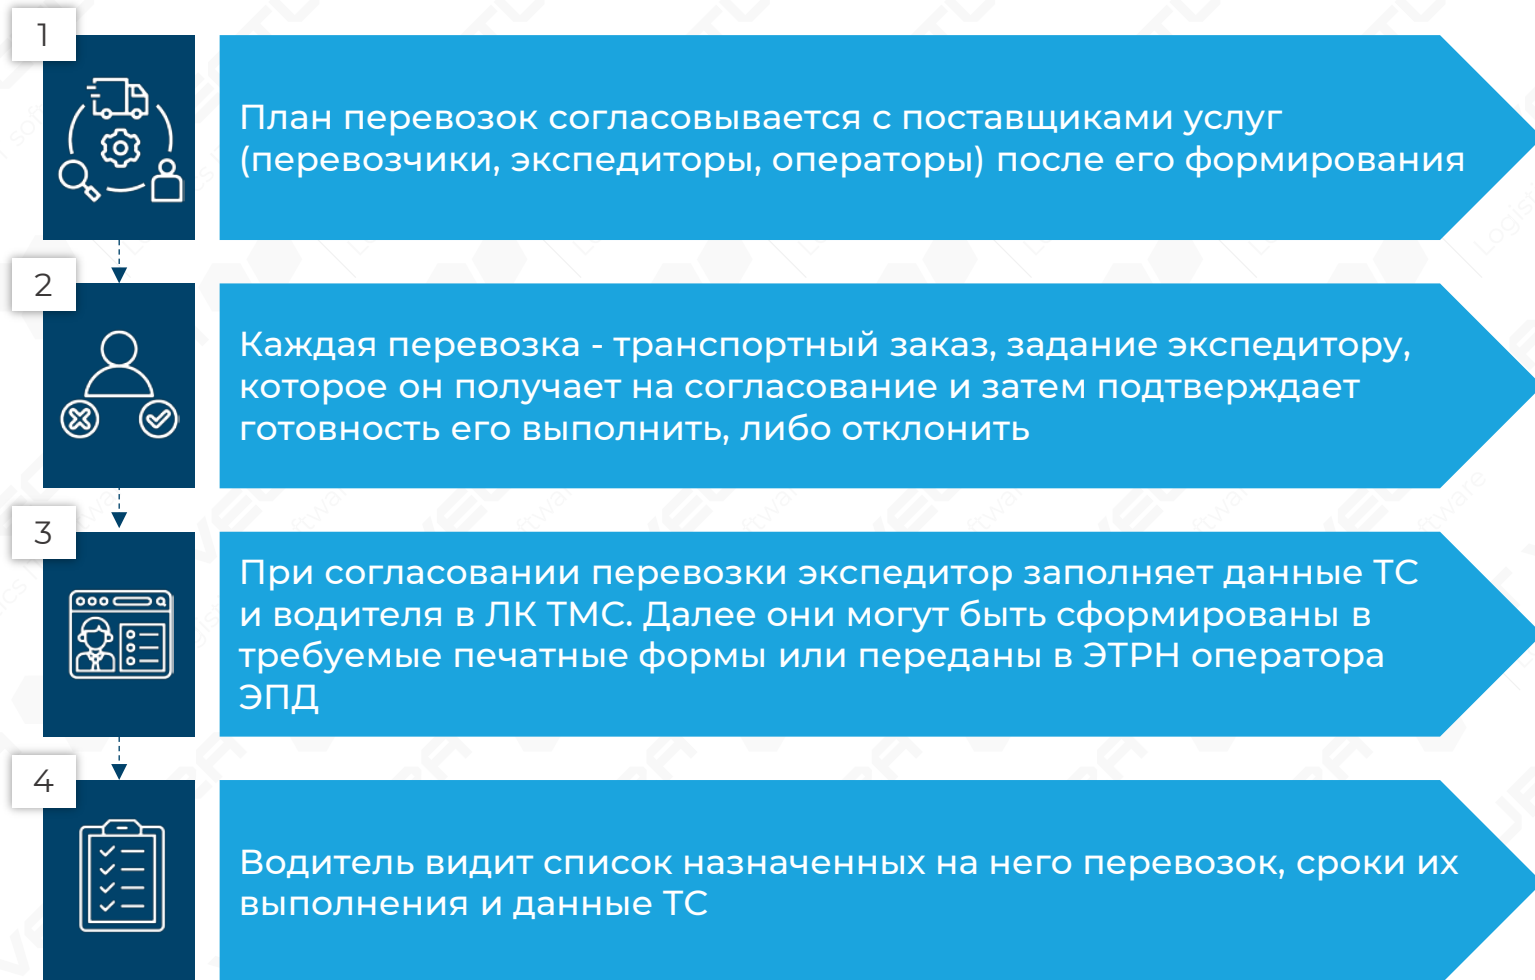 1
План перевозок согласовывается с поставщиками услуг
(перевозчики, экспедиторы, операторы) после его формирования
2
Каждая перевозка - транспортный заказ, задание экспедитору,
которое он получает на согласование и затем подтверждает
готовность его выполнить, либо отклонить
3
При согласовании перевозки экспедитор заполняет данные ТС
и водителя в ЛК ТМС. Далее они могут быть сформированы в
требуемые печатные формы или переданы в ЭТРН оператора
ЭПД
4
Водитель видит список назначенных на него перевозок, сроки их
выполнения и данные ТС